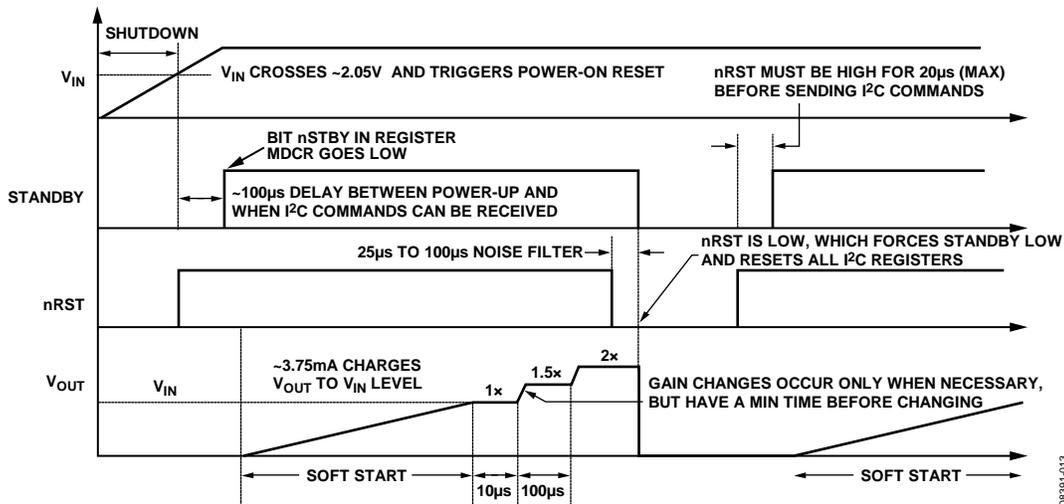 SHUTDOWN
VIN
VIN CROSSES ~2.05V AND TRIGGERS POWER-ON RESET
nRST MUST BE HIGH FOR 20µs (MAX)
BEFORE SENDING I2C COMMANDS
BIT nSTBY IN REGISTER
MDCR GOES LOW
STANDBY
~100µs DELAY BETWEEN POWER-UP AND
WHEN I2C COMMANDS CAN BE RECEIVED
25µs TO 100µs NOISE FILTER
nRST IS LOW, WHICH FORCES STANDBY LOW
AND RESETS ALL I2C REGISTERS
nRST
~3.75mA CHARGES
VOUT TO VIN LEVEL
VOUT
VIN
1×
1.5×
2×
GAIN CHANGES OCCUR ONLY WHEN NECESSARY,
BUT HAVE A MIN TIME BEFORE CHANGING
SOFT START
10µs
100µs
SOFT START